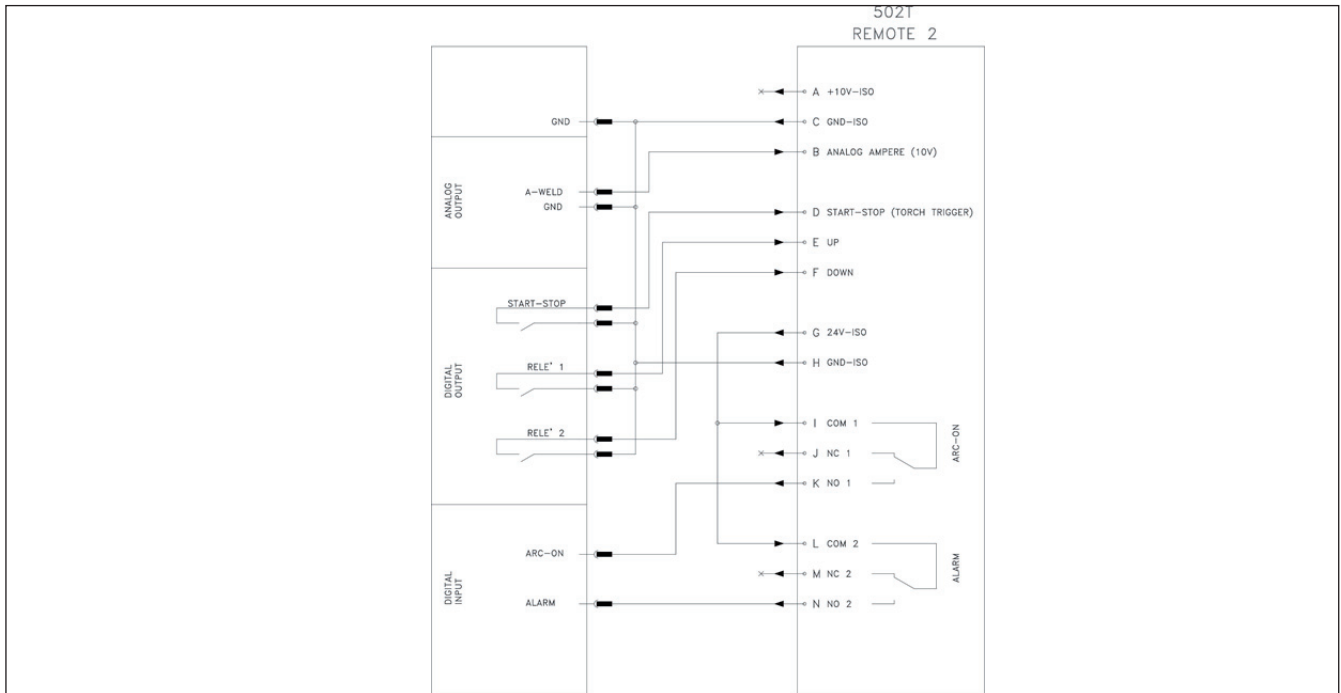 502T
REMOTE 2
GND
ANALOG
OUTPUT
A-WELD
GND
DIGITAL
OUTPUT
START-STOP
RELE' 1
RELE' 2
DIGITAL
INPUT
ARC-ON
ALARM
A +10V-ISO
C GND-ISO
B ANALOG AMPERE (10V)
D START-STOP (TORCH TRIGGER)
E UP
F DOWN
G 24V-ISO
H GND-ISO
I COM 1
J NC 1
K NO 1
ARC-ON
L COM 2
M NC 2
N NO 2
ALARM